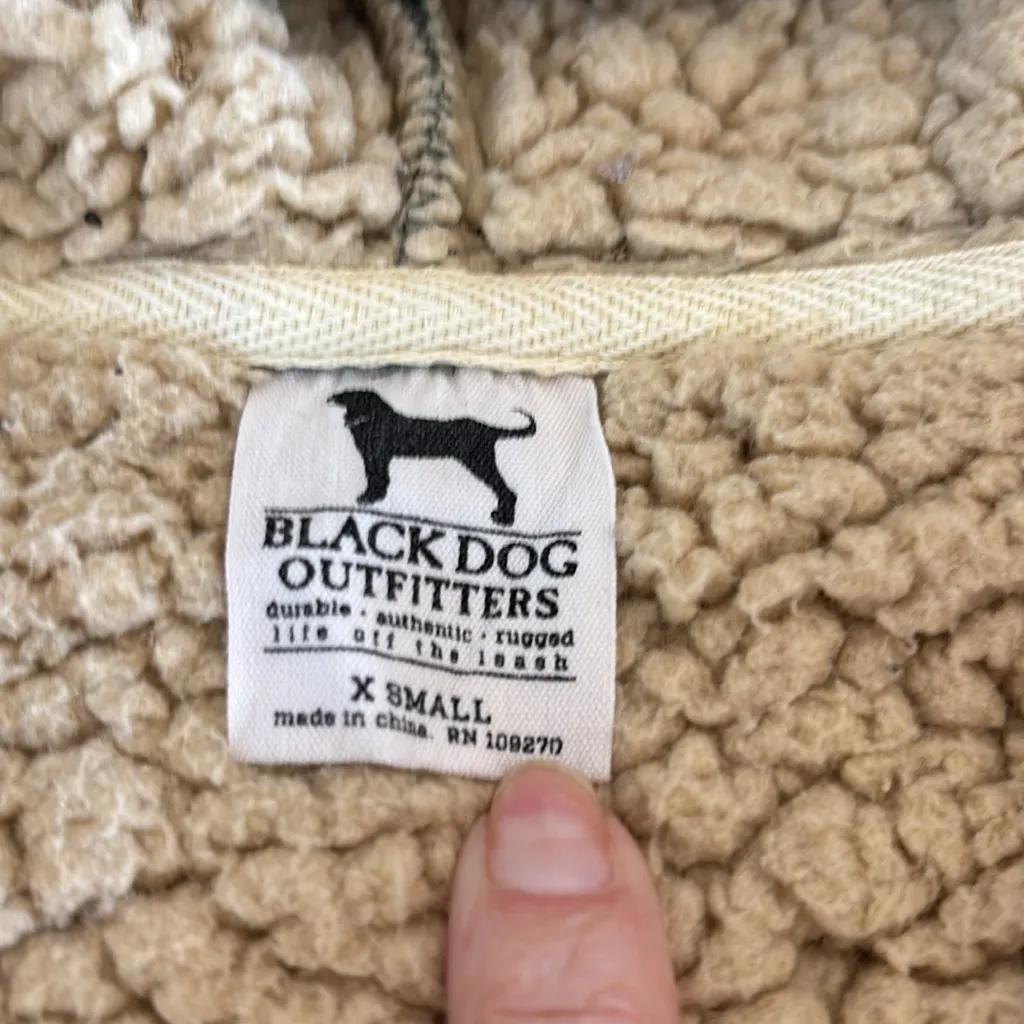 BLACK DOG
OUTFITTERS
durable · authentic · rugged
life off the leash
X SMALL
made in china. RN 109270